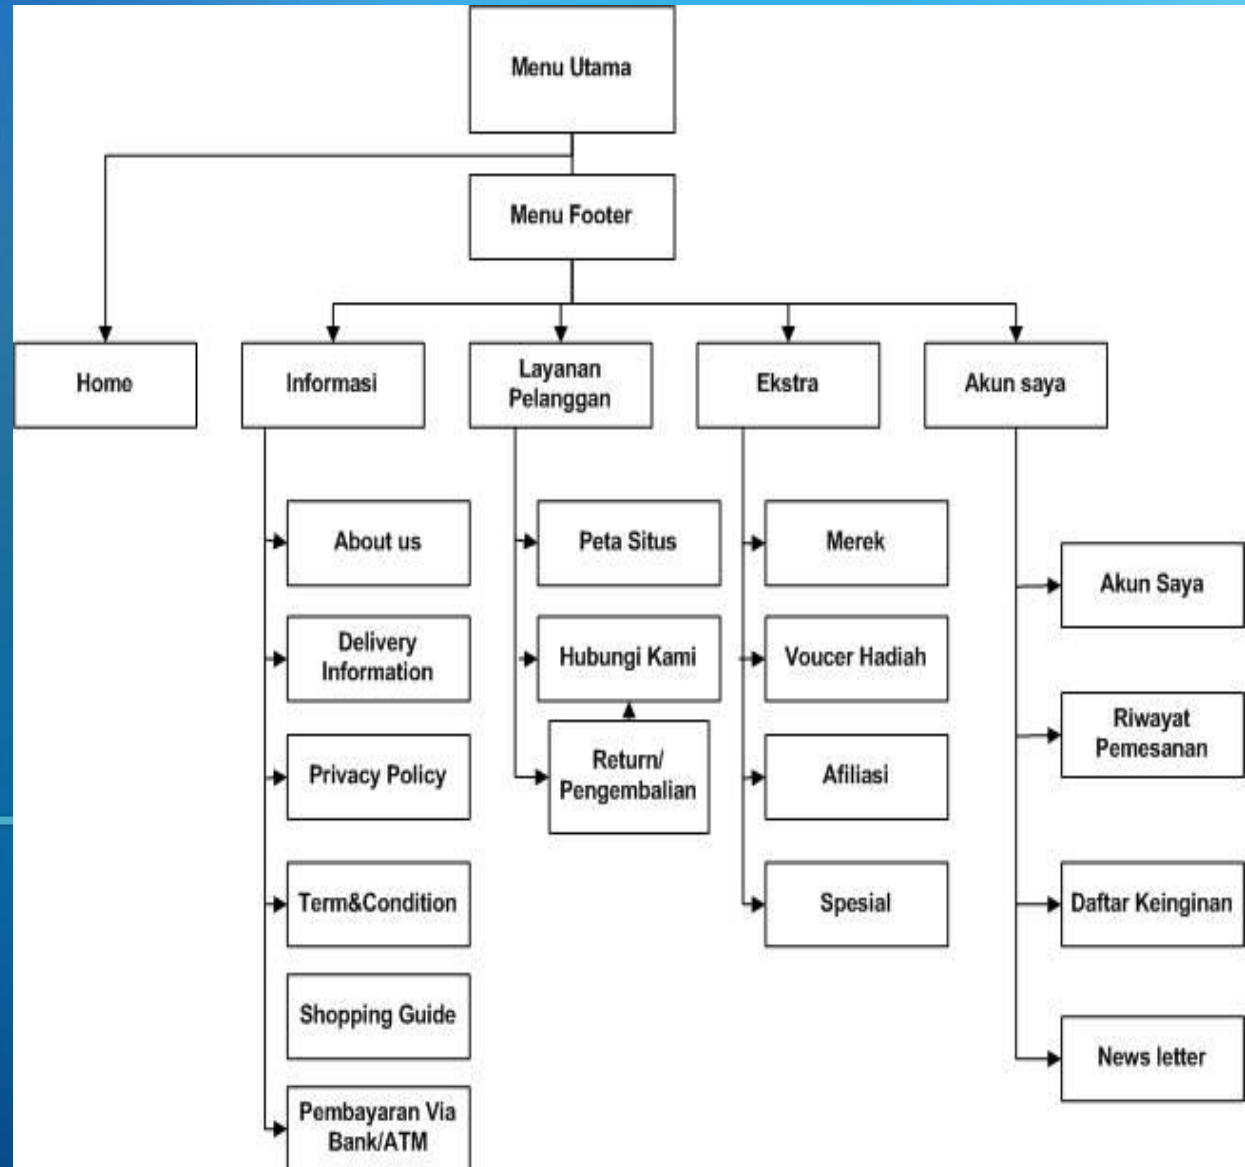 Menu Utama
Menu Footer
Home
Informasi
Layanan
Pelanggan
Ekstra
Akun saya
About us
Delivery
Information
Privacy Policy
Term&Condition
Shopping Guide
Pembayaran Via
Bank/ATM
Peta Situs
Hubungi Kami
Return/
Pengembalian
Merek
Voucer Hadiah
Afiliasi
Spesial
Akun Saya
Riwayat
Pemesanan
Daftar Keinginan
News letter